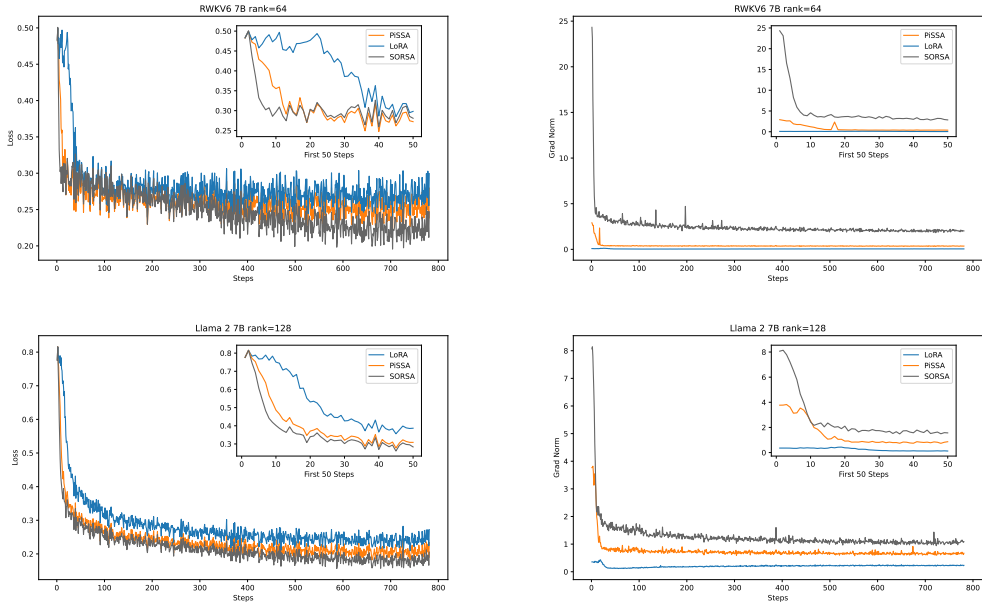 RWKV6 7B rank=64
Loss
0.50
0.45
0.40
0.35
0.30
0.25
0.20
0 100 200 300 400 500 600 700 800
Steps
0.50
0.45
0.40
0.35
0.30
0.25
0 10 20 30 40 50
First 50 Steps
PiSSA
LoRA
SORSA
RWKV6 7B rank=64
Grad Norm
25
20
15
10
5
0
0 100 200 300 400 500 600 700 800
Steps
25
20
15
10
5
0
0 10 20 30 40 50
First 50 Steps
PiSSA
LoRA
SORSA
Llama 2 7B rank=128
Loss
0.8
0.7
0.6
0.5
0.4
0.3
0.2
0 100 200 300 400 500 600 700 800
Steps
0.8
0.7
0.6
0.5
0.4
0.3
0 10 20 30 40 50
First 50 Steps
LoRA
PiSSA
SORSA
Llama 2 7B rank=128
Grad Norm
8
7
6
5
4
3
2
1
0
0 100 200 300 400 500 600 700 800
Steps
8
6
4
2
0
0 10 20 30 40 50
First 50 Steps
LoRA
PiSSA
SORSA